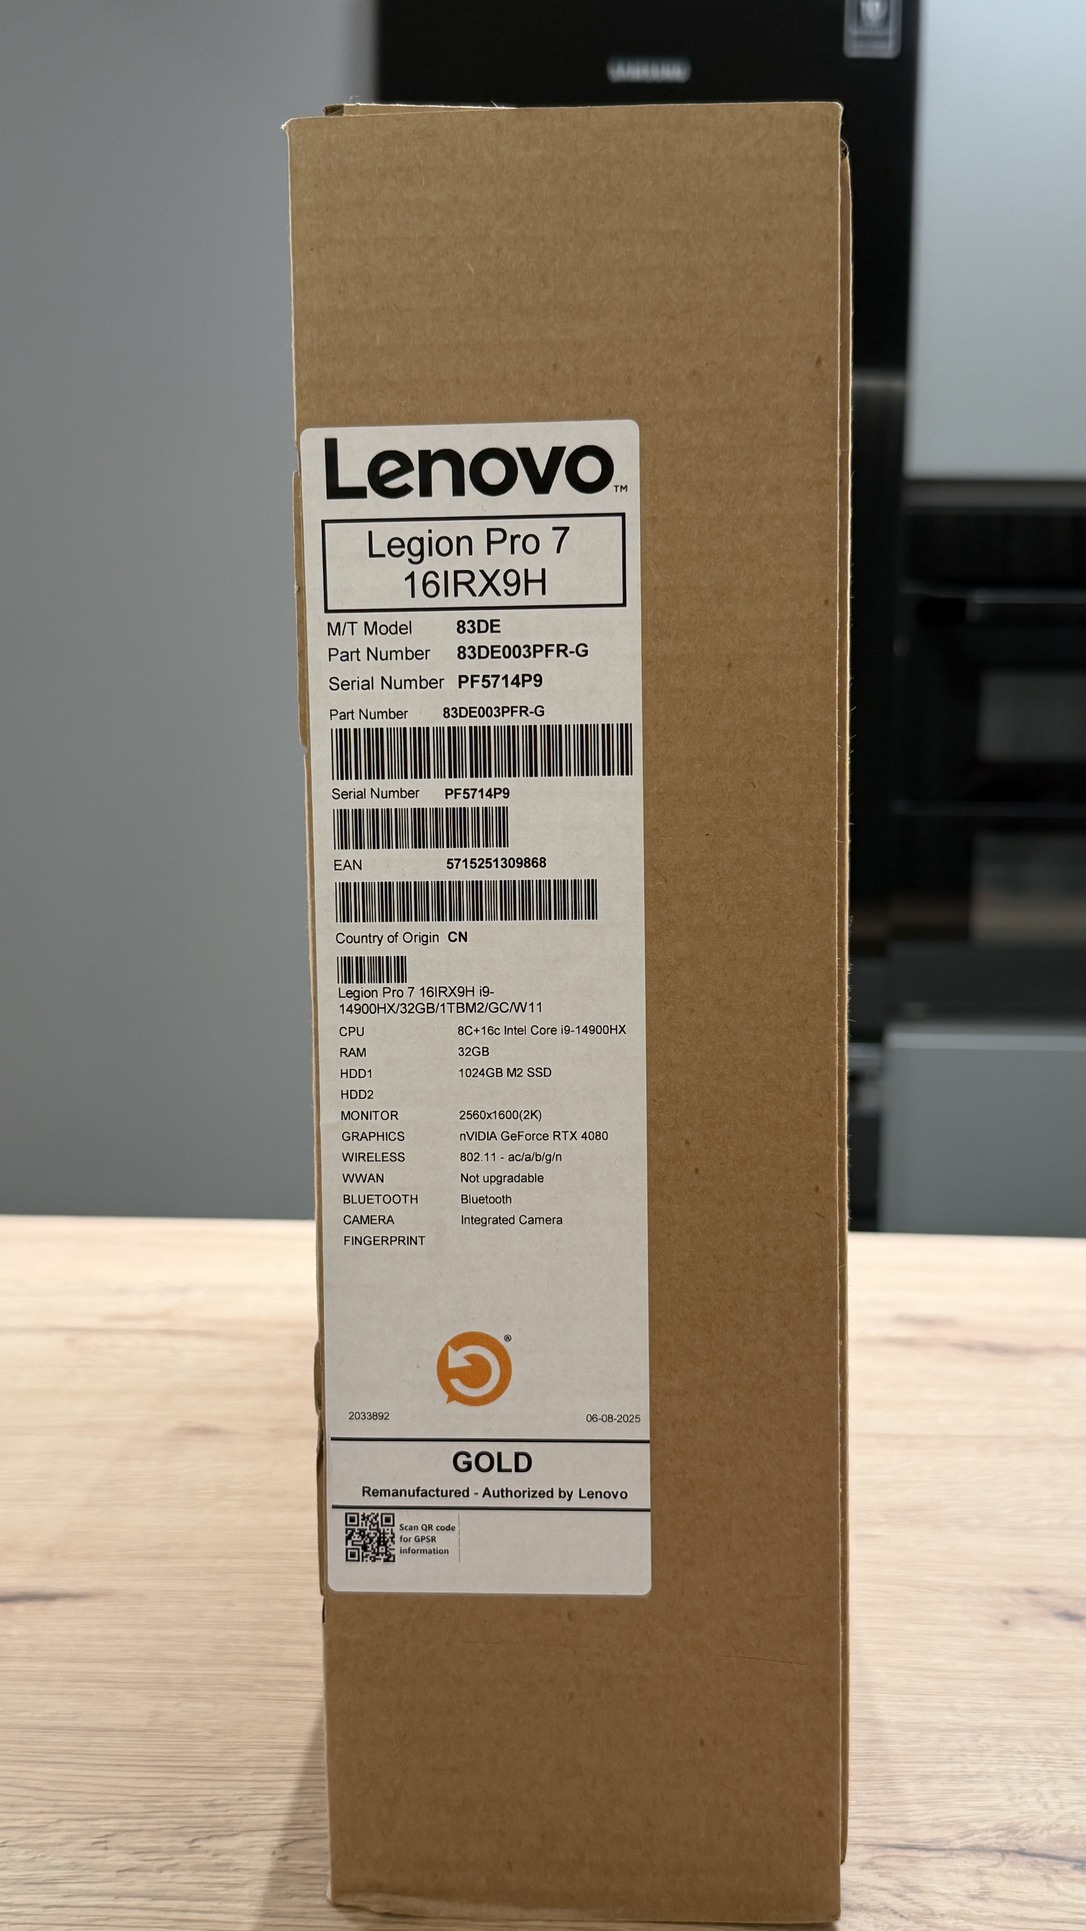 SAMSUNG
Lenovo™
Legion Pro 7
16IRX9H
M/T Model 83DE
Part Number 83DE003PFR-G
Serial Number PF5714P9
Part Number 83DE003PFR-G
Serial Number PF5714P9
EAN 5715251309868
Country of Origin CN
Legion Pro 7 16IRX9H i9-
14900HX/32GB/1TBM2/GC/W11
CPU 8C+16c Intel Core i9-14900HX
RAM 32GB
HDD1 1024GB M2 SSD
HDD2
MONITOR 2560x1600(2K)
GRAPHICS nVIDIA GeForce RTX 4080
WIRELESS 802.11 - ac/a/b/g/n
WWAN Not upgradable
BLUETOOTH Bluetooth
CAMERA Integrated Camera
FINGERPRINT
®
2033892 06-08-2025
GOLD
Remanufactured - Authorized by Lenovo
Scan QR code
for GPSR
information